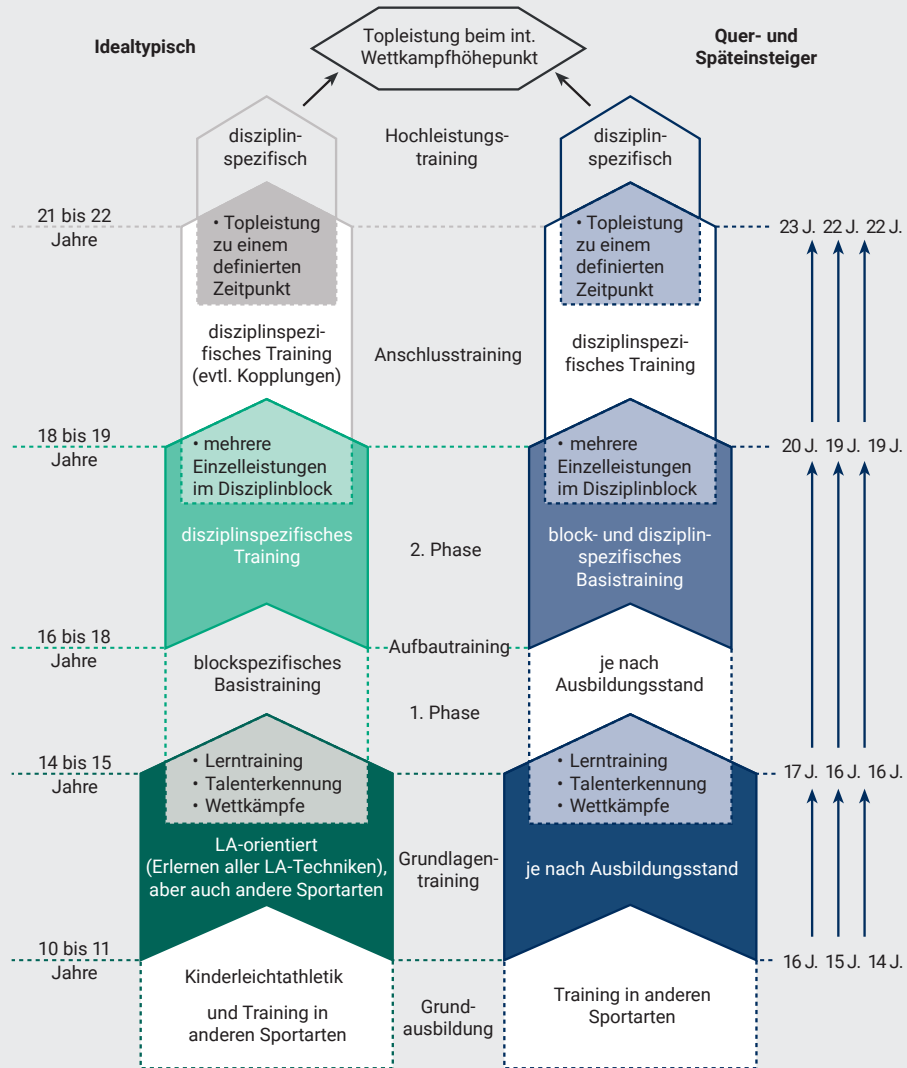 Idealtypisch
Topleistung beim int.
Wettkampfhöhepunkt
Quer- und
Späteinsteiger
disziplin-
spezifisch
Hochleistungs-
training
disziplin-
spezifisch
21 bis 22
Jahre
• Topleistung
zu einem
definierten
Zeitpunkt
• Topleistung
zu einem
definierten
Zeitpunkt
23 J. 22 J. 22 J.
disziplinspezi-
fisches Training
(evtl. Kopplungen)
Anschlusstraining
disziplinspezi-
fisches Training
18 bis 19
Jahre
• mehrere
Einzelleistungen
im Disziplinblock
• mehrere
Einzelleistungen
im Disziplinblock
20 J. 19 J. 19 J.
disziplinspezifisches
Training
2. Phase
block- und disziplin-
spezifisches
Basistraining
16 bis 18
Jahre
Aufbautraining
blockspezifisches
Basistraining
je nach
Ausbildungsstand
1. Phase
14 bis 15
Jahre
• Lerntraining
• Talenterkennung
• Wettkämpfe
• Lerntraining
• Talenterkennung
• Wettkämpfe
17 J. 16 J. 16 J.
LA-orientiert
(Erlernen aller LA-Techniken),
aber auch andere Sportarten
Grundlagen-
training
je nach Ausbildungsstand
10 bis 11
Jahre
16 J. 15 J. 14 J.
Kinderleichtathletik
und Training in
anderen Sportarten
Grund-
ausbildung
Training in anderen
Sportarten